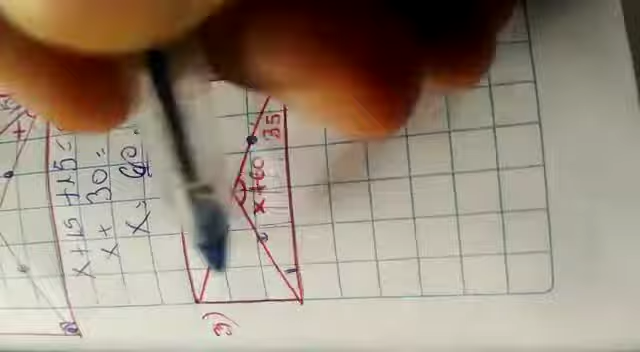 x+15+15=
x+30=
x=60.
3)
x+60
35